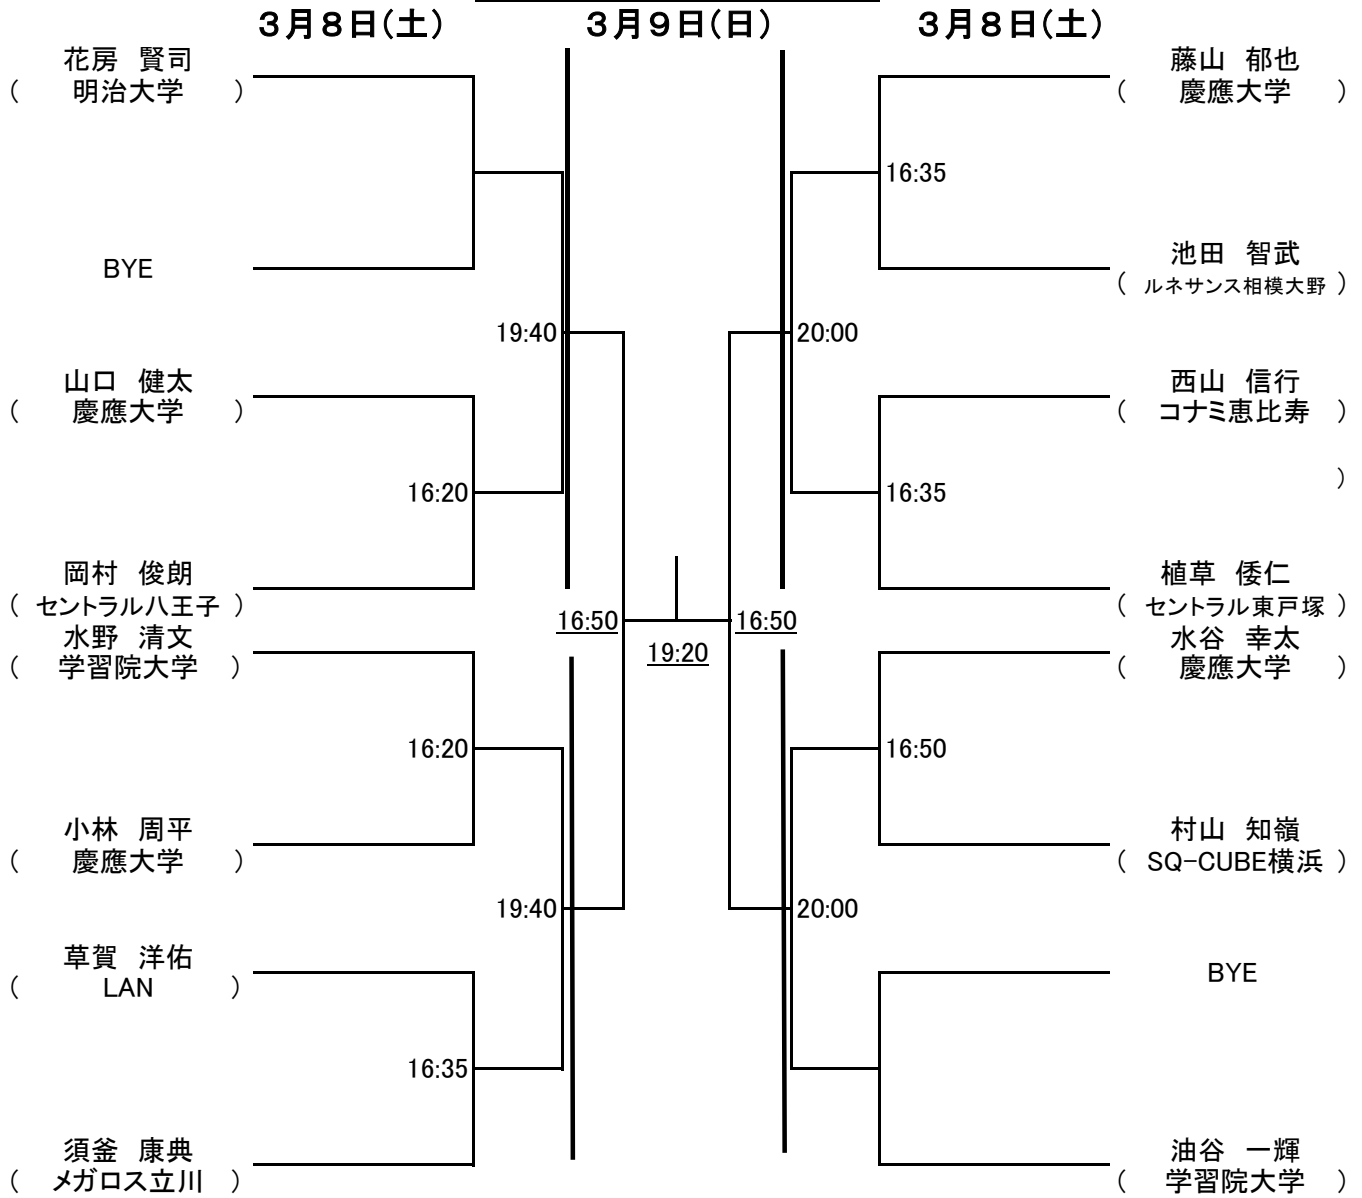 ３月８日(土)
３月９日(日)
３月８日(土)
花房　賢司
(　明治大学　)
BYE
山口　健太
(　慶應大学　)
岡村　俊朗
(　セントラル八王子　)
水野　清文
(　学習院大学　)
小林　周平
(　慶應大学　)
草賀　洋佑
(　LAN　)
須釜　康典
(　メガロス立川　)
16:20
16:20
16:35
19:40
19:40
16:50
19:20
16:50
20:00
20:00
16:35
16:35
16:50
藤山　郁也
(　慶應大学　)
池田　智武
(　ルネサンス相模大野　)
西山　信行
(　コナミ恵比寿　)
)
植草　倭仁
(　セントラル東戸塚　)
水谷　幸太
(　慶應大学　)
村山　知嶺
(　SQ-CUBE横浜　)
BYE
油谷　一輝
(　学習院大学　)